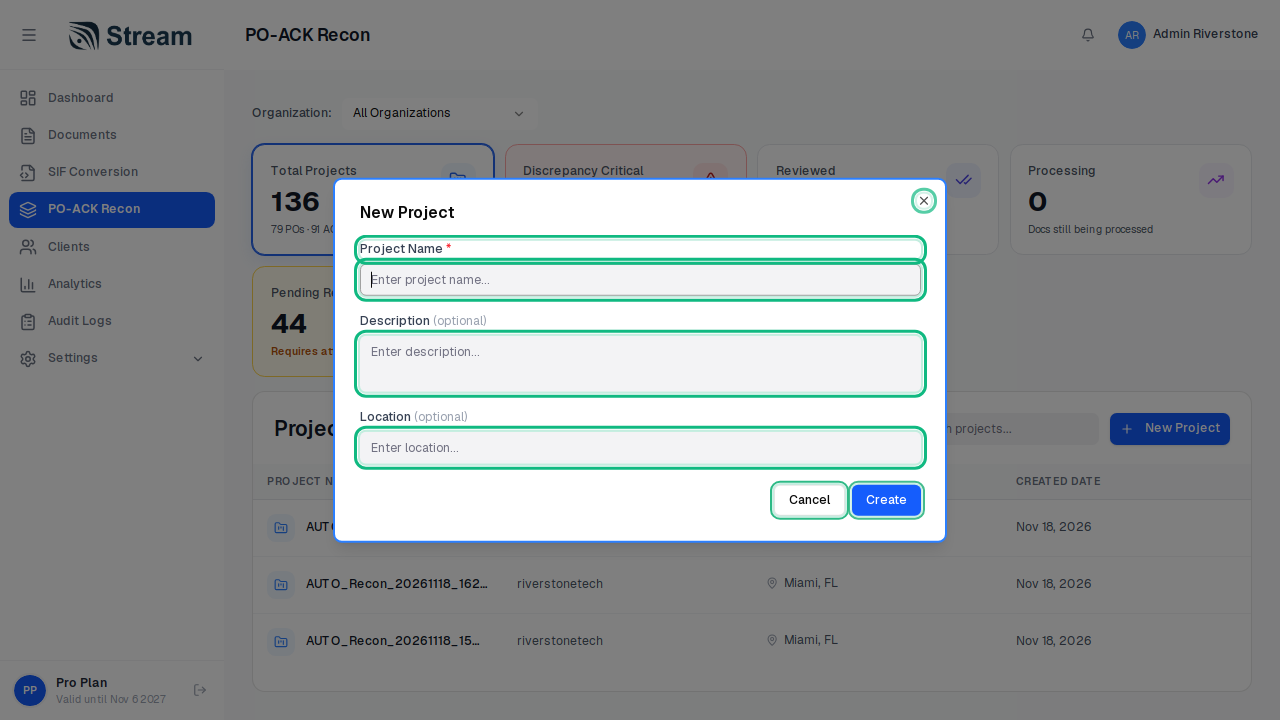 Stream
PO-ACK Recon
AR
Admin Riverstone
Dashboard
Documents
SIF Conversion
PO-ACK Recon
Clients
Analytics
Audit Logs
Settings
PP
Pro Plan
Valid until Nov 6 2027
Organization:
All Organizations
Total Projects
136
79 POs · 91
Discrepancy Critical
Reviewed
Processing
0
Docs still being processed
Pending
44
Requires
New Project
Project Name *
Enter project name...
Description (optional)
Enter description...
Location (optional)
Enter location...
Cancel
Create
projects...
New Project
PROJECT
CREATED DATE
Nov 18, 2026
AUTO_Recon_20261118_162...
riverstonetech
Miami, FL
Nov 18, 2026
AUTO_Recon_20261118_15...
riverstonetech
Miami, FL
Nov 18, 2026